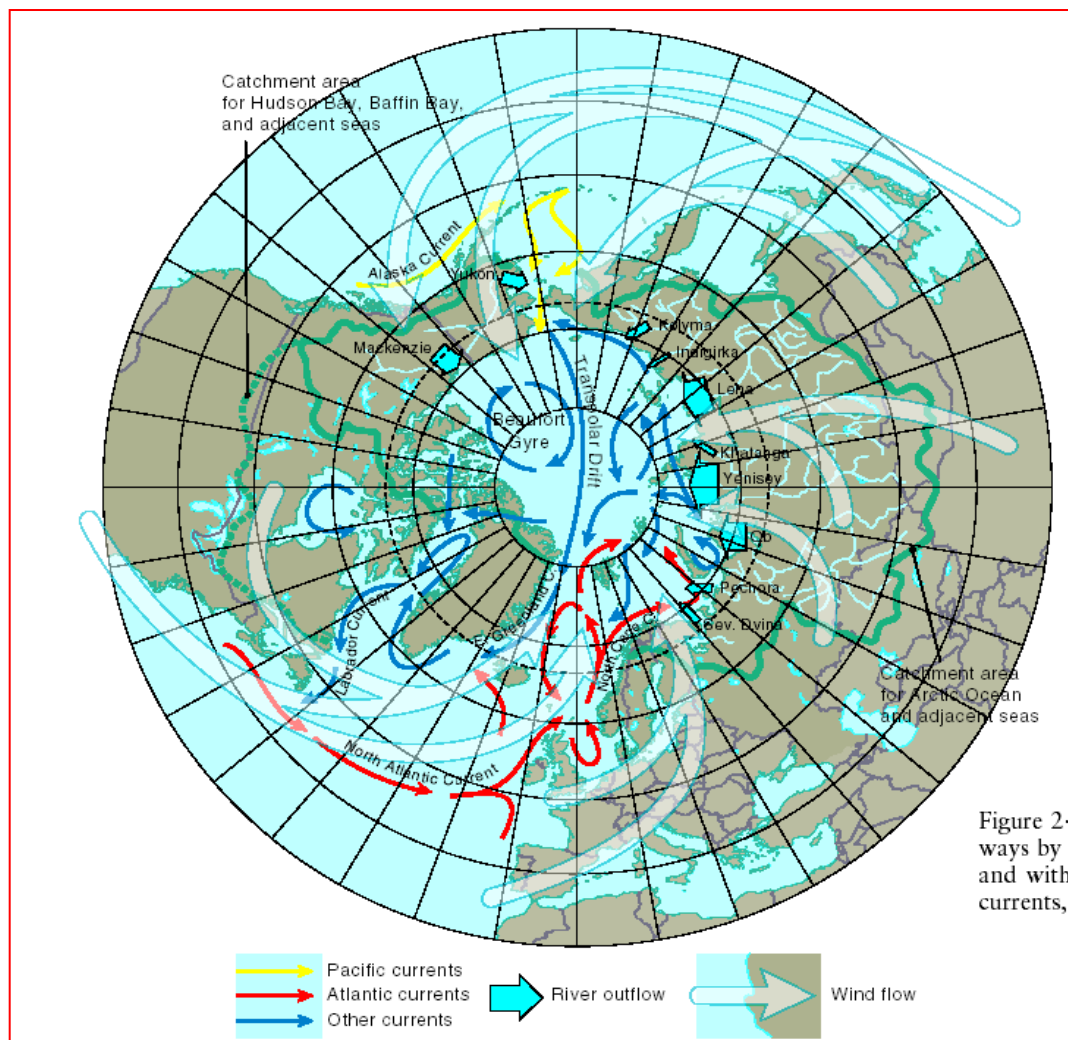 Catchment area
for Hudson Bay, Baffin Bay,
and adjacent seas
Alaska Current
Yukon
Mackenzie
Kolyma
Indigirka
Lena
Khatanga
Yenisey
Ob
Pechora
Sev. Dvina
Beaufort
Gyre
Transpolar Drift
E. Greenland C.
North Cape C.
Labrador Current
North Atlantic Current
Catchment area
for Arctic Ocean
and adjacent seas
Figure 2-
ways by
and with
currents,
Pacific currents
Atlantic currents
Other currents
River outflow
Wind flow